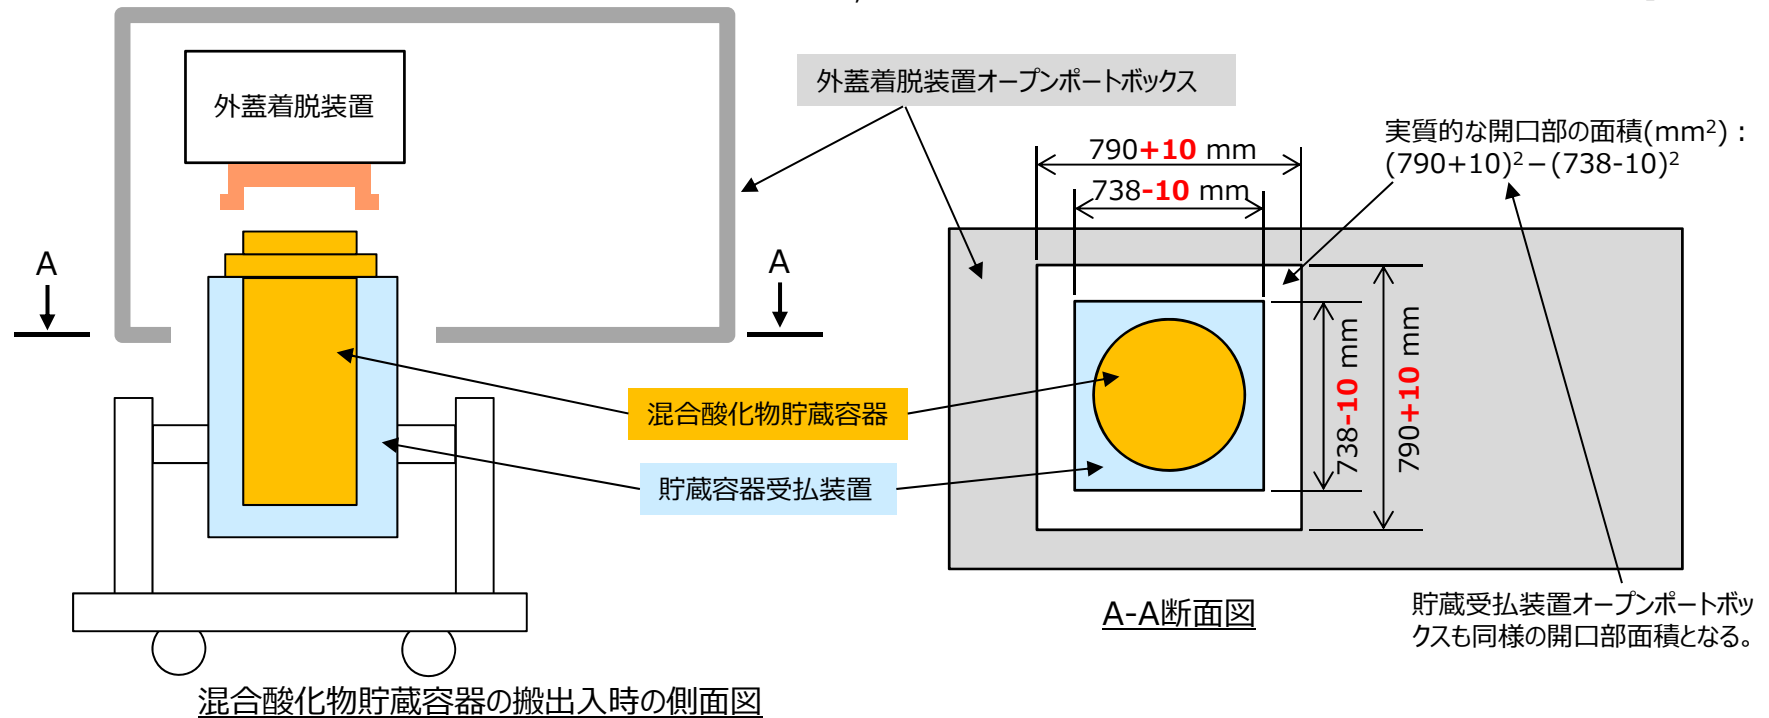 外蓋着脱装置
外蓋着脱装置オープンポートボックス
実質的な開口部の面積(mm²)：
(790+10)²−(738-10)²
790+10 mm
738-10 mm
A
A
738-10 mm
790+10 mm
混合酸化物貯蔵容器
貯蔵容器受払装置
A-A断面図
貯蔵受払装置オープンポートボッ
クスも同様の開口部面積となる。
混合酸化物貯蔵容器の搬出入時の側面図